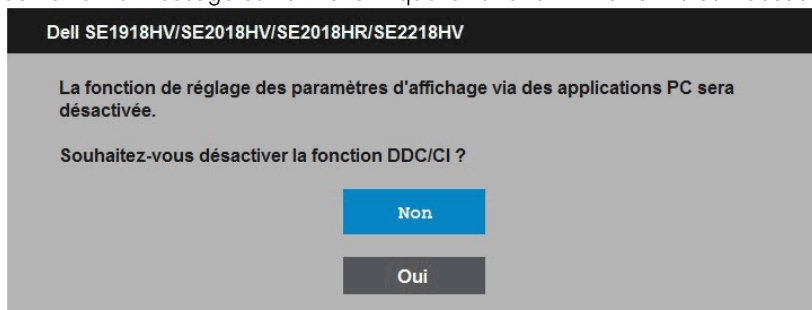 Dell SE1918HV/SE2018HV/SE2018HR/SE2218HV
La fonction de réglage des paramètres d'affichage via des applications PC sera
désactivée.
Souhaitez-vous désactiver la fonction DDC/CI ?
Non
Oui